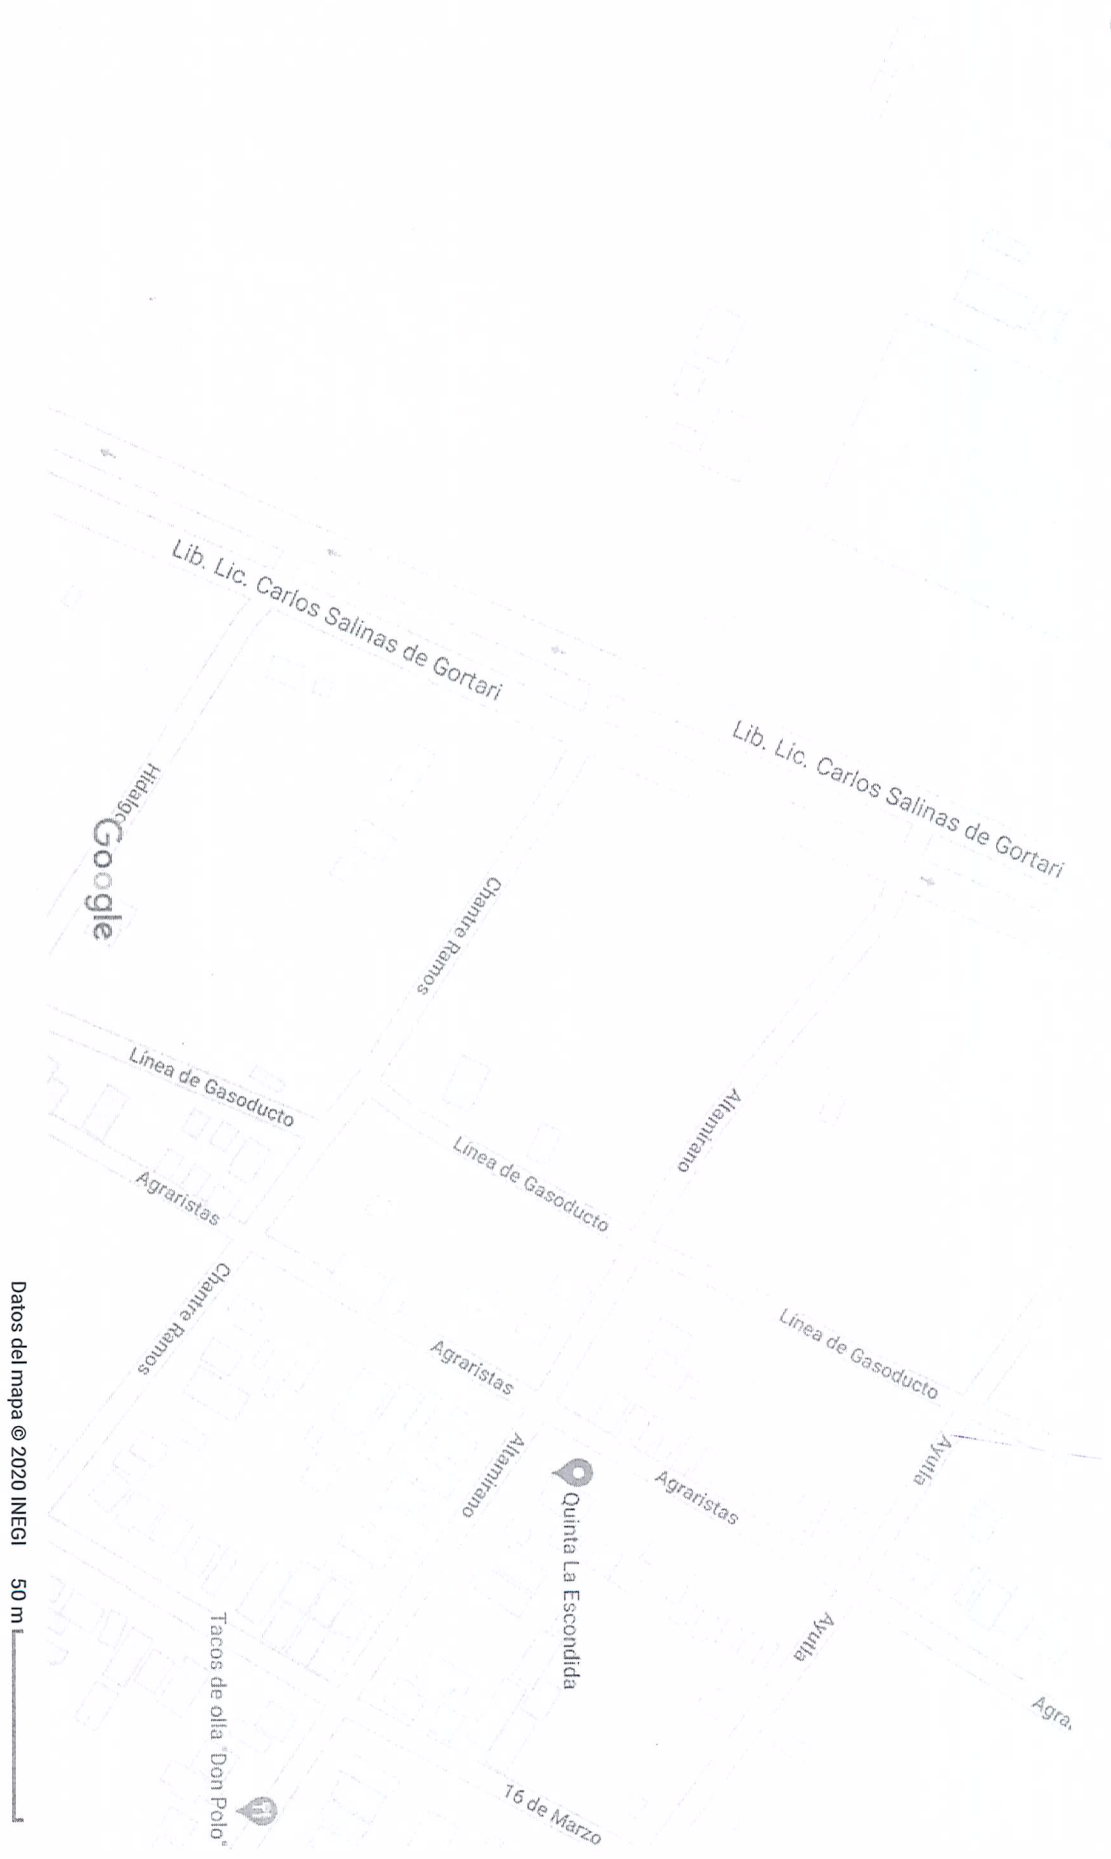 Lib. Lic. Carlos Salinas de Gortari
Lib. Lic. Carlos Salinas de Gortari
Hidalgo
Google
Chantre Ramos
Altamirano
Línea de Gasoducto
Línea de Gasoducto
Línea de Gasoducto
Agraristas
Chantre Ramos
Agraristas
Altamirano
Ayutla
Agraristas
Quinta La Escondida
Ayutla
Agra.
Tacos de olla "Don Polo"
16 de Marzo
Datos del mapa © 2020 INEGI 50 m